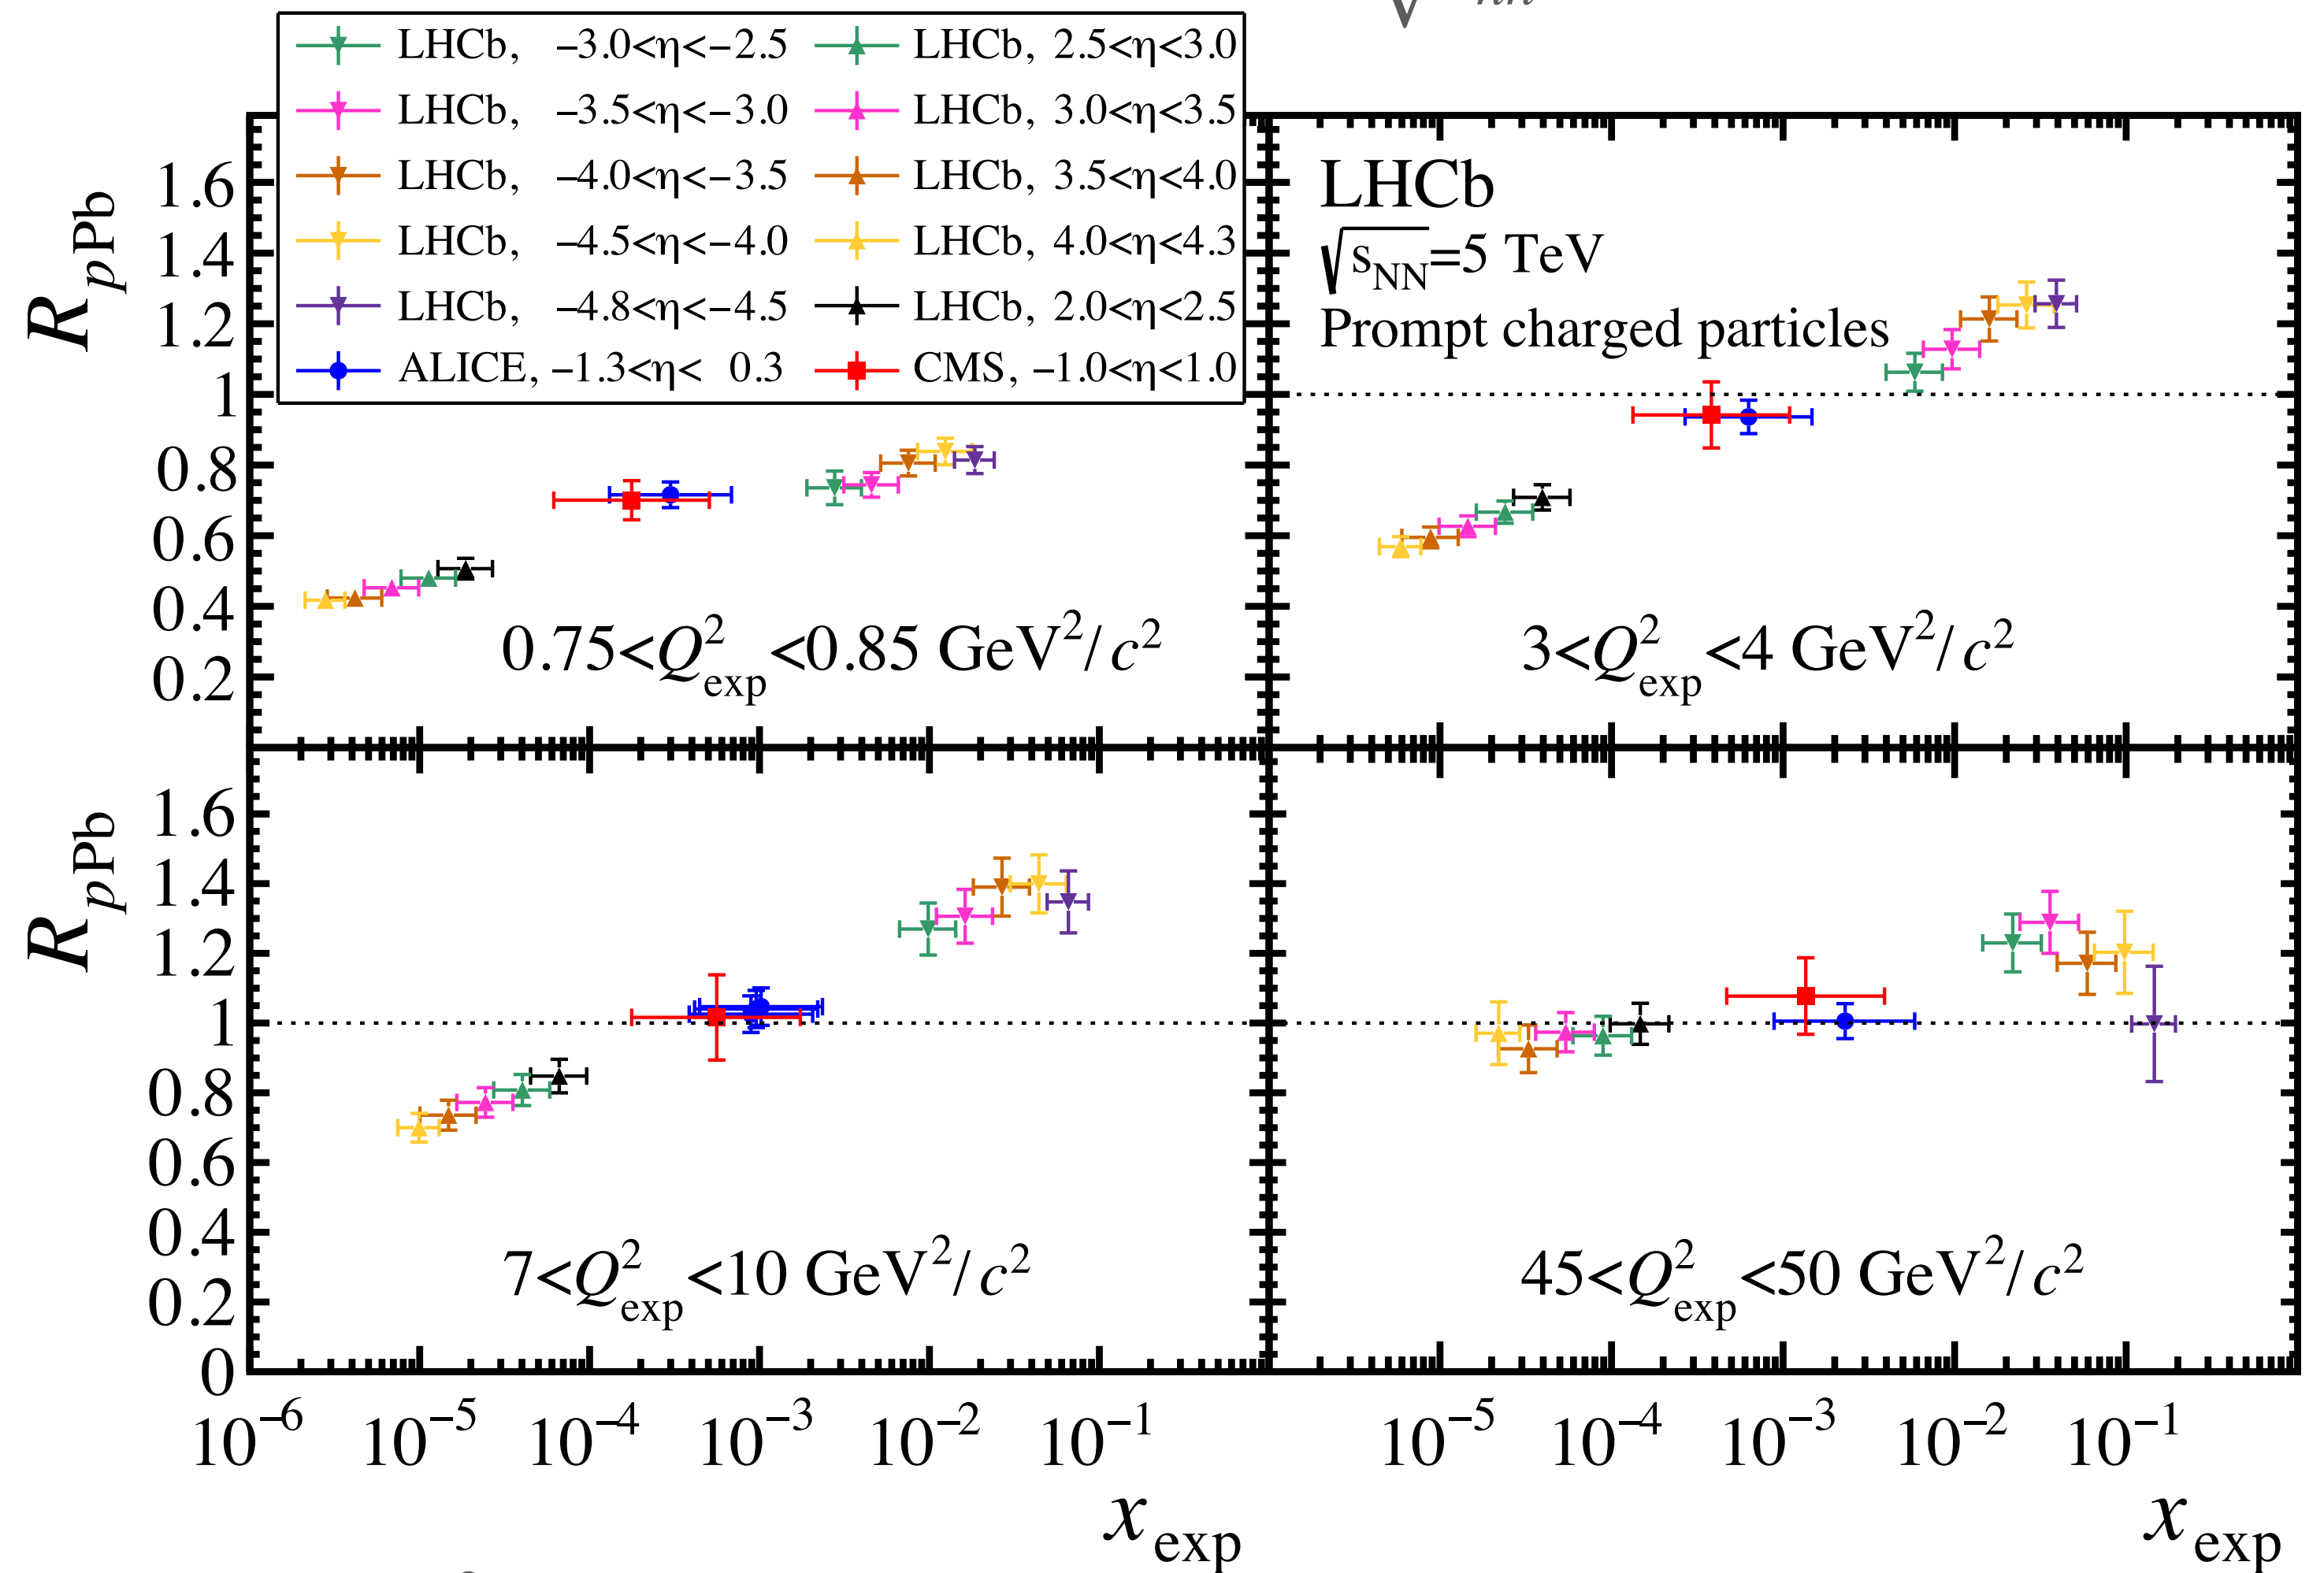 nn
LHCb, −3.0<η<−2.5 LHCb, 2.5<η<3.0
LHCb, −3.5<η<−3.0 LHCb, 3.0<η<3.5
LHCb, −4.0<η<−3.5 LHCb, 3.5<η<4.0
LHCb, −4.5<η<−4.0 LHCb, 4.0<η<4.3
LHCb, −4.8<η<−4.5 LHCb, 2.0<η<2.5
ALICE, −1.3<η< 0.3 CMS, −1.0<η<1.0
LHCb
√sNN=5 TeV
Prompt charged particles
RpPb
1.6
1.4
1.2
1
0.8
0.6
0.4
0.2
0.75<Q²exp<0.85 GeV²/c²
3<Q²exp<4 GeV²/c²
RpPb
1.6
1.4
1.2
1
0.8
0.6
0.4
0.2
0
7<Q²exp<10 GeV²/c²
45<Q²exp<50 GeV²/c²
10⁻⁶ 10⁻⁵ 10⁻⁴ 10⁻³ 10⁻² 10⁻¹ 10⁻⁵ 10⁻⁴ 10⁻³ 10⁻² 10⁻¹
xexp xexp